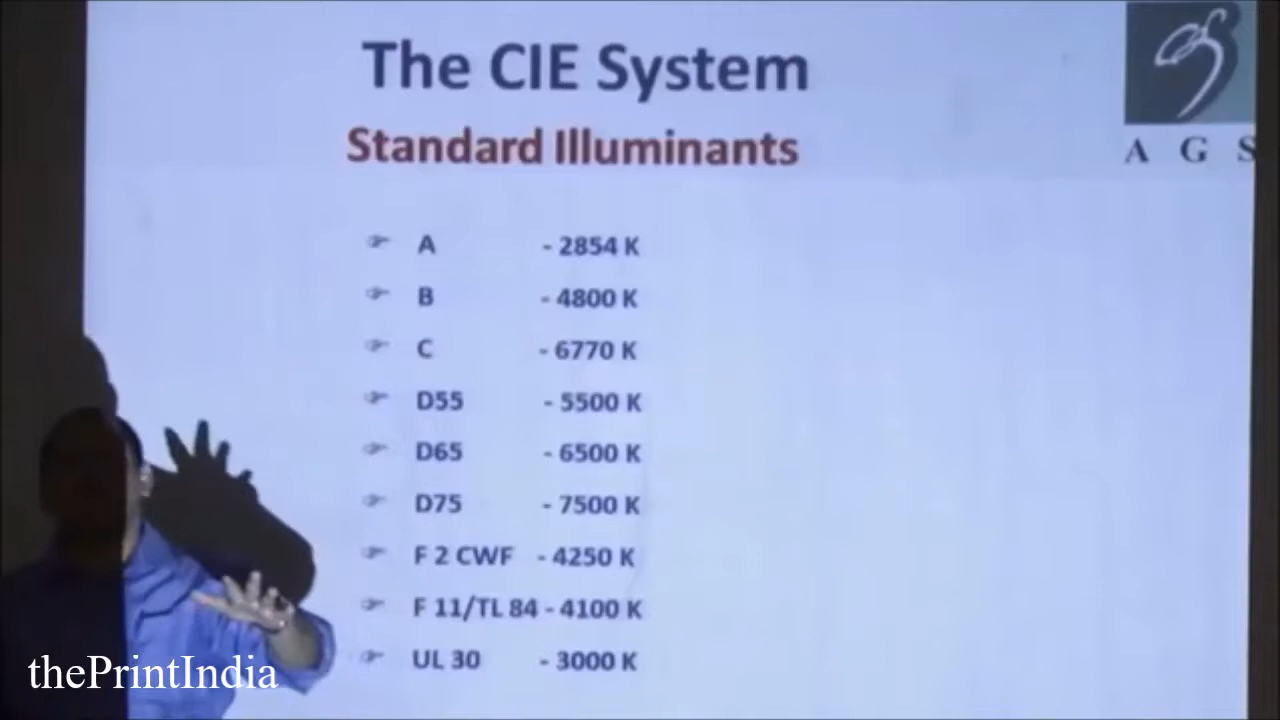 The CIE System
Standard Illuminants
A G S
A - 2854 K
B - 4800 K
C - 6770 K
D55 - 5500 K
D65 - 6500 K
D75 - 7500 K
F 2 CWF - 4250 K
F 11/TL 84 - 4100 K
UL 30 - 3000 K
thePrintIndia